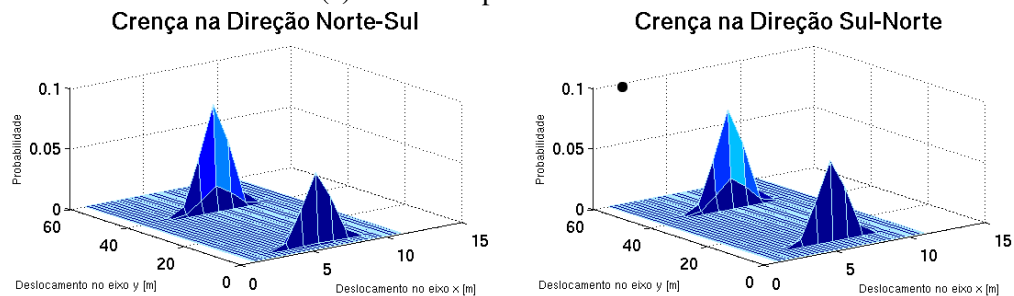 Crença na Direção Norte-Sul
0.1
0.05
0
Probabilidade
60
40
20
0
0
5
10
15
Deslocamento no eixo y [m]
Deslocamento no eixo x [m]
Crença na Direção Sul-Norte
0.1
0.05
0
Probabilidade
60
40
20
0
0
5
10
15
Deslocamento no eixo y [m]
Deslocamento no eixo x [m]